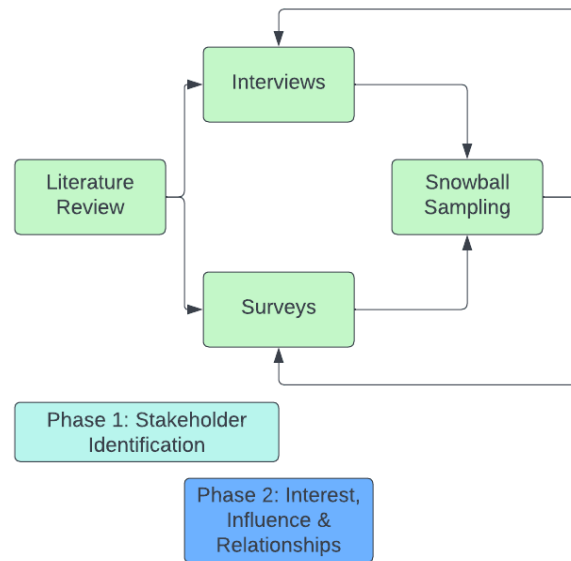 Interviews
Literature
Review
Snowball
Sampling
Surveys
Phase 1: Stakeholder
Identification
Phase 2: Interest,
Influence &
Relationships